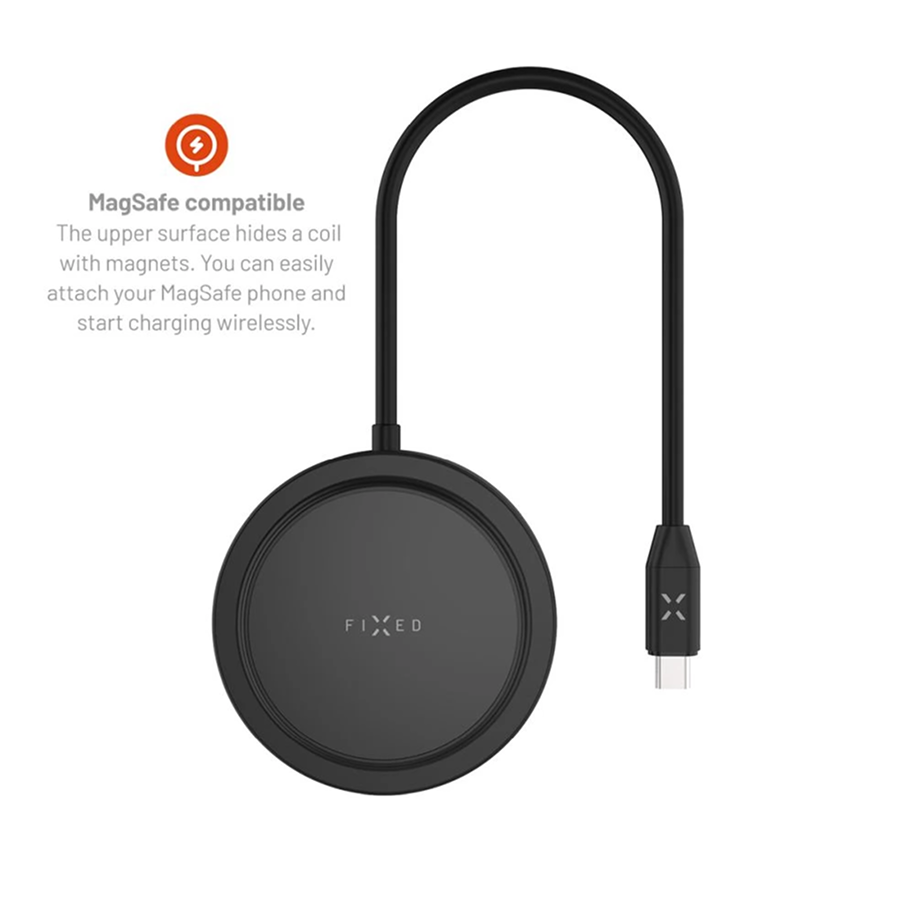 MagSafe compatible
The upper surface hides a coil
with magnets. You can easily
attach your MagSafe phone and
start charging wirelessly.
FIXED
X